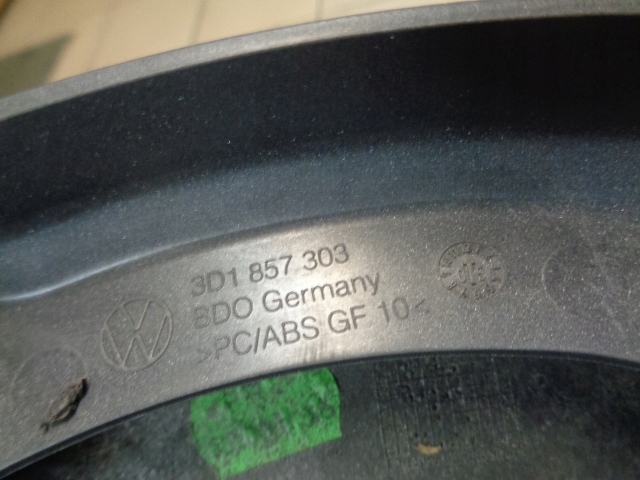 3D1 857 303
BDO Germany
>PC/ABS GF 10<